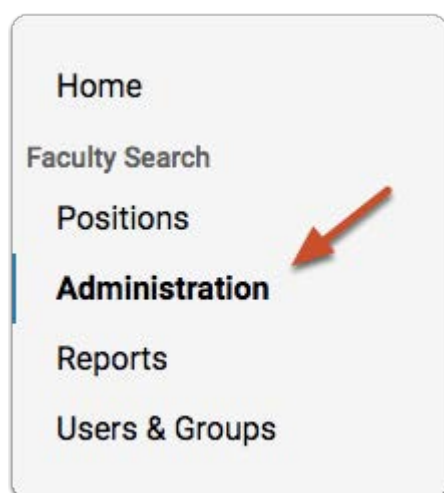 Home
Faculty Search
Positions
Administration
Reports
Users & Groups